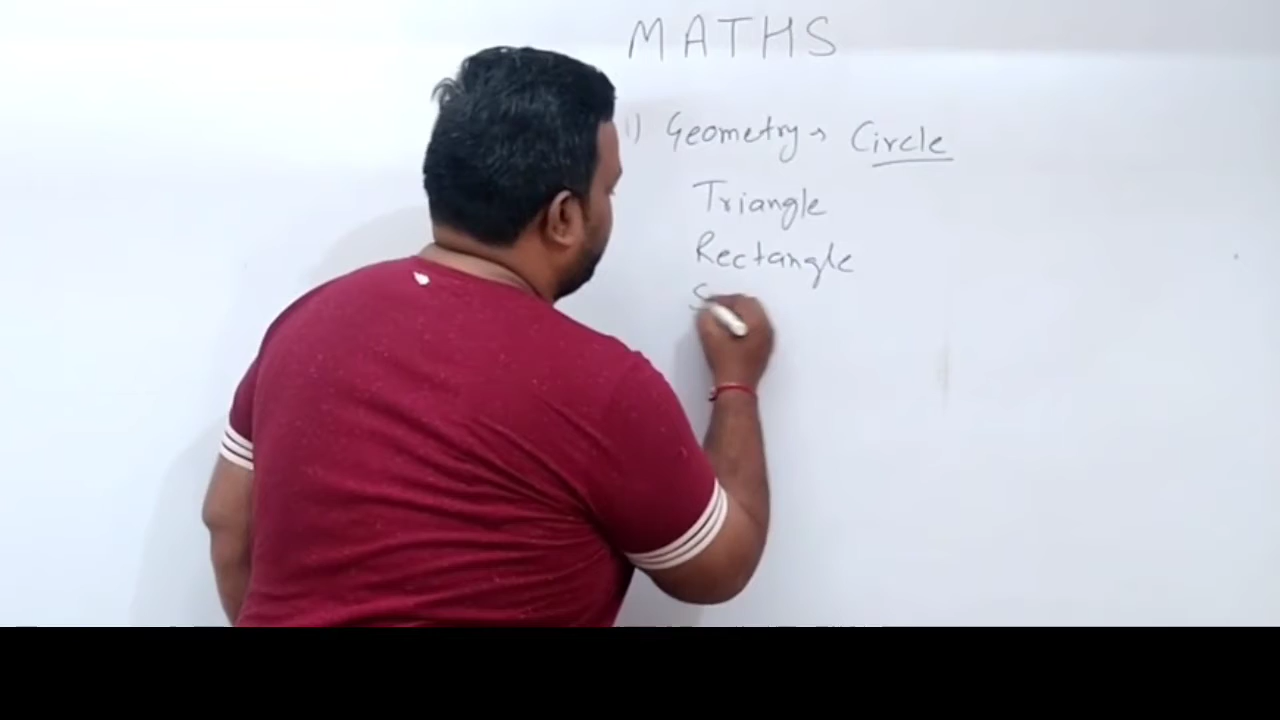 MATHS
1) Geometry → Circle
Triangle
Rectangle
S